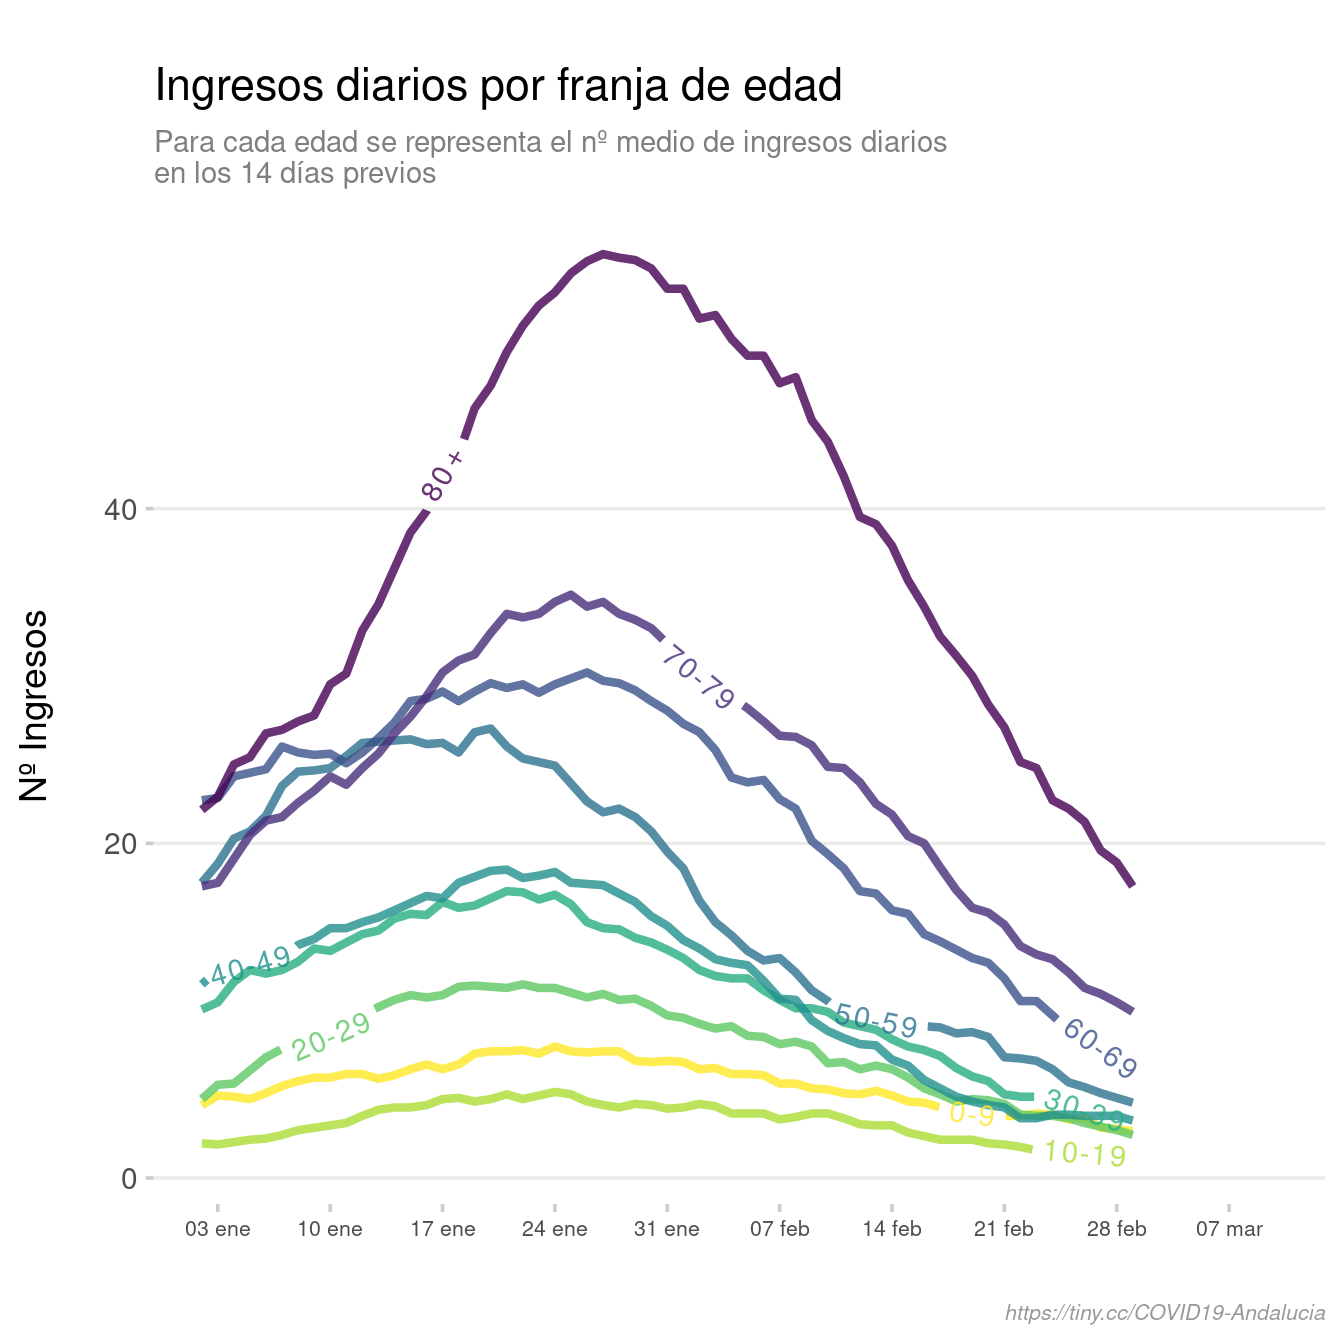 Ingresos diarios por franja de edad
Para cada edad se representa el nº medio de ingresos diarios
en los 14 días previos
Nº Ingresos
40
20
0
80+
70-79
60-69
50-59
40-49
30-39
20-29
0-9
10-19
03 ene
10 ene
17 ene
24 ene
31 ene
07 feb
14 feb
21 feb
28 feb
07 mar
https://tiny.cc/COVID19-Andalucia